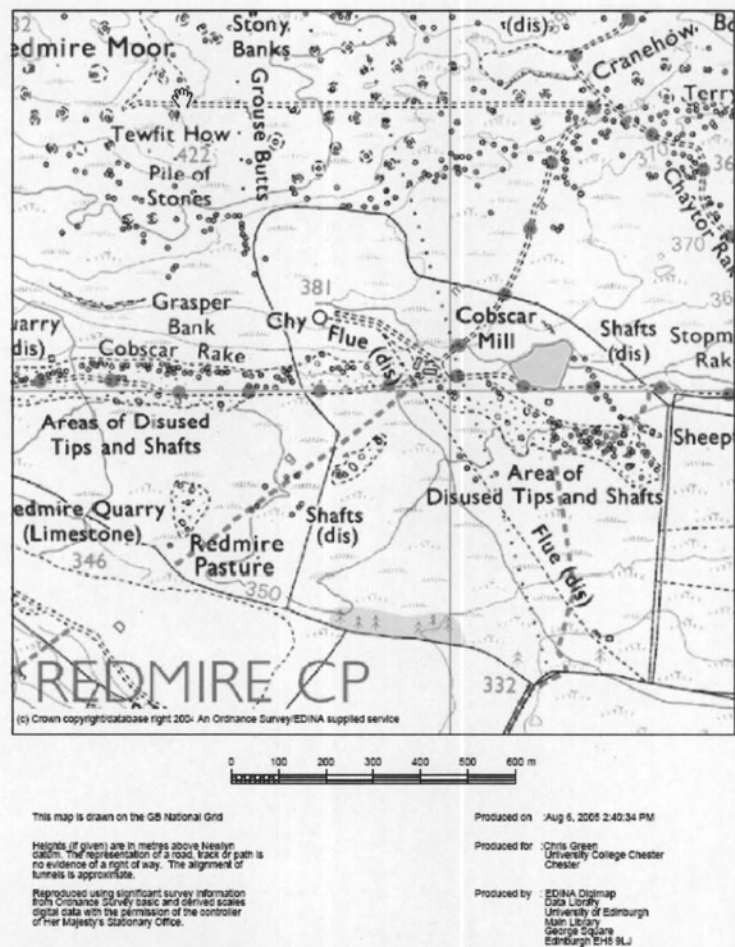 32
Stony
(dis)
Bo
edmire Moor
Banks
Cranehow
Grouse Butts
Terry
Tewfit How
422
Pile of
Stones
370
36
Chaytor Rake
370
381
36
Grasper
Bank
Chy
Flue (dis)
Cobscar
Mill
Shafts
(dis)
Stopm
Rak
uarry
(dis)
Cobscar Rake
Areas of Disused
Tips and Shafts
Sheep
Area of
Disused Tips and Shafts
edmire Quarry
(Limestone)
Shafts
(dis)
Redmire
Pasture
Flue (dis)
346
350
REDMIRE CP
332
(c) Crown copyright/database right 2004 An Ordnance Survey/EDINA supplied service
0 100 200 300 400 500 600 m
This map is drawn on the GB National Grid
Heights (if given) are in metres above Newlyn
datum. The representation of a road, track or path is
no evidence of a right of way. The alignment of
tunnels is approximate.
Reproduced using significant survey information
from Ordnance Survey basic and derived scales
digital data with the permission of the controller
of Her Majesty's Stationary Office.
Produced on :Aug 6, 2005 2:40:34 PM
Produced for :Chris Green
University College Chester
Chester
Produced by : EDINA Digimap
Data Library
University of Edinburgh
Main Library
George Square
Edinburgh EH8 9LJ